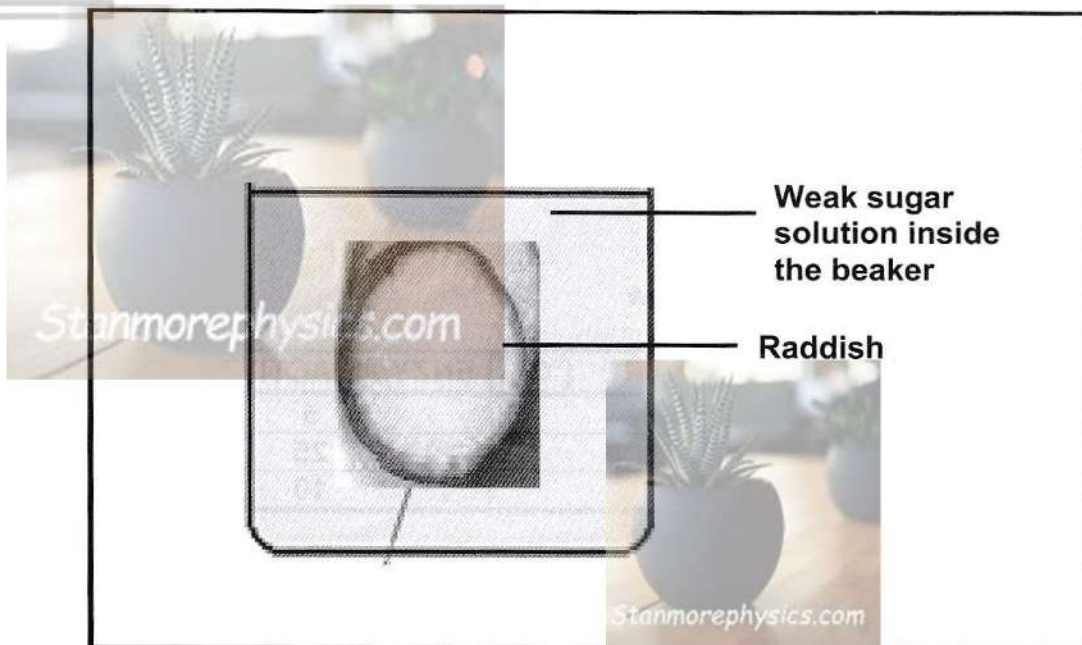 Weak sugar
solution inside
the beaker
Stanmorephysics.com
Raddish
Stanmorephysics.com